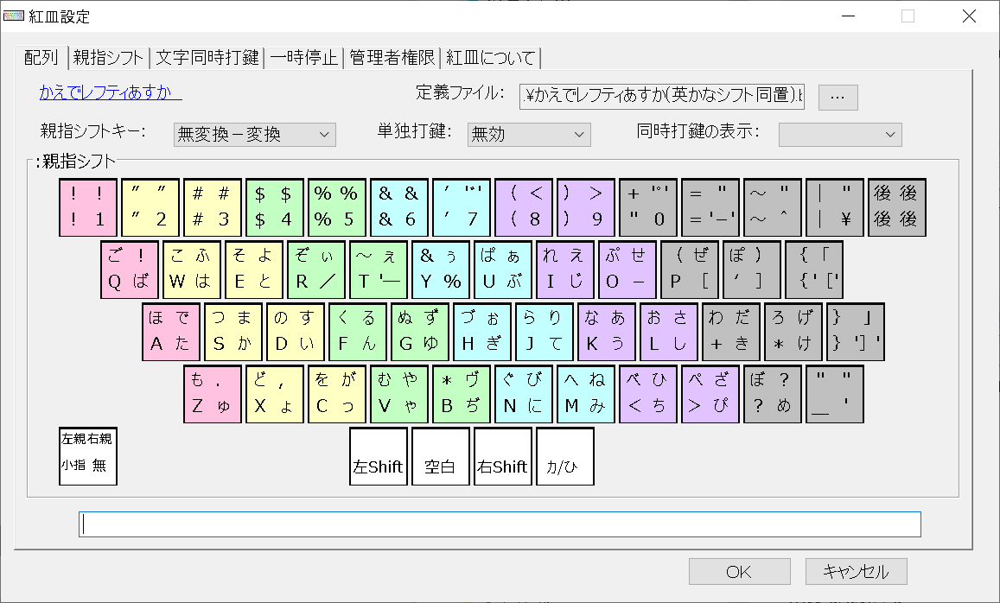 紅皿設定
配列 親指シフト 文字同時打鍵 一時停止 管理者権限 紅皿について
かえでレフティあすか 定義ファイル: .¥かえでレフティあすか(英かなシフト同置).b ...
親指シフトキー: 無変換－変換 単独打鍵: 無効 同時打鍵の表示:
:親指シフト
! ! ″ ″ # # $ $ % % & & ′ '゛' ( < ) > + '゜' = " ～ " | " 後 後
! 1 ″ 2 # 3 $ 4 % 5 & 6 ′ 7 ( 8 ) 9 " 0 = '－' ～ ＾ | ¥ 後 後
ご ! こ ふ そ よ ぞ ぃ ～ ぇ & ぅ ぱ ぁ れ え ぷ せ ( ぜ ぽ ) { 「
Q ば W は E と R ／ T '― Y % U ぶ I じ O － P [ ‘ ] {'['
ほ で つ ま の す く る ぬ ず づ ぉ ら り な あ お さ わ だ ろ げ } 」
A た S か D い F ん G ゆ H ぎ J て K う L し + き * け } ']'
も . ど , を が む や * ヴ ぐ び へ ね べ ひ ぺ ざ ぼ ? " "
Z ゅ X ょ C っ V ゃ B ぢ N に M み < ち > ぴ ? め ＿ '
左親右親
小指 無 左Shift 空白 右Shift カ/ひ
OK キャンセル